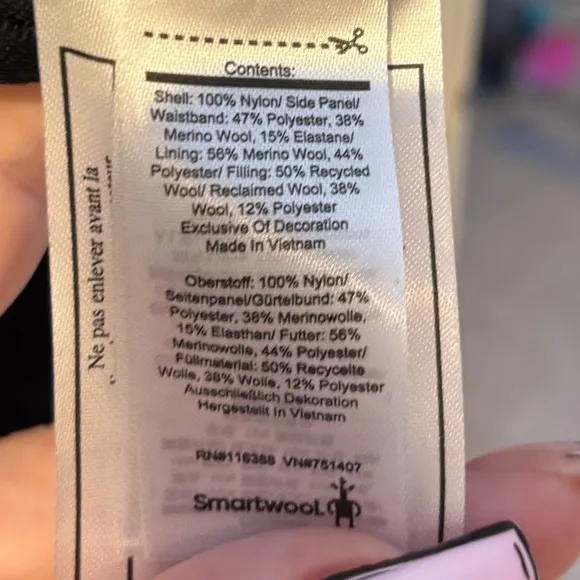 Contents:
Shell: 100% Nylon/ Side Panel/
Waistband: 47% Polyester, 38%
Merino Wool, 15% Elastane/
Lining: 56% Merino Wool, 44%
Polyester/ Filling: 50% Recycled
Wool/ Reclaimed Wool, 38%
Wool, 12% Polyester
Exclusive Of Decoration
Made In Vietnam
Oberstoff: 100% Nylon/
Seitenpanel/Gürtelbund: 47%
Polyester, 38% Merinowolle,
15% Elasthan/ Futter: 56%
Merinowolle, 44% Polyester/
Füllmaterial: 50% Recycelte
Wolle, 38% Wolle, 12% Polyester
Ausschließlich Dekoration
Hergestellt In Vietnam
RN#116388 VN#751407
Smartwool
Ne pas enlever avant la